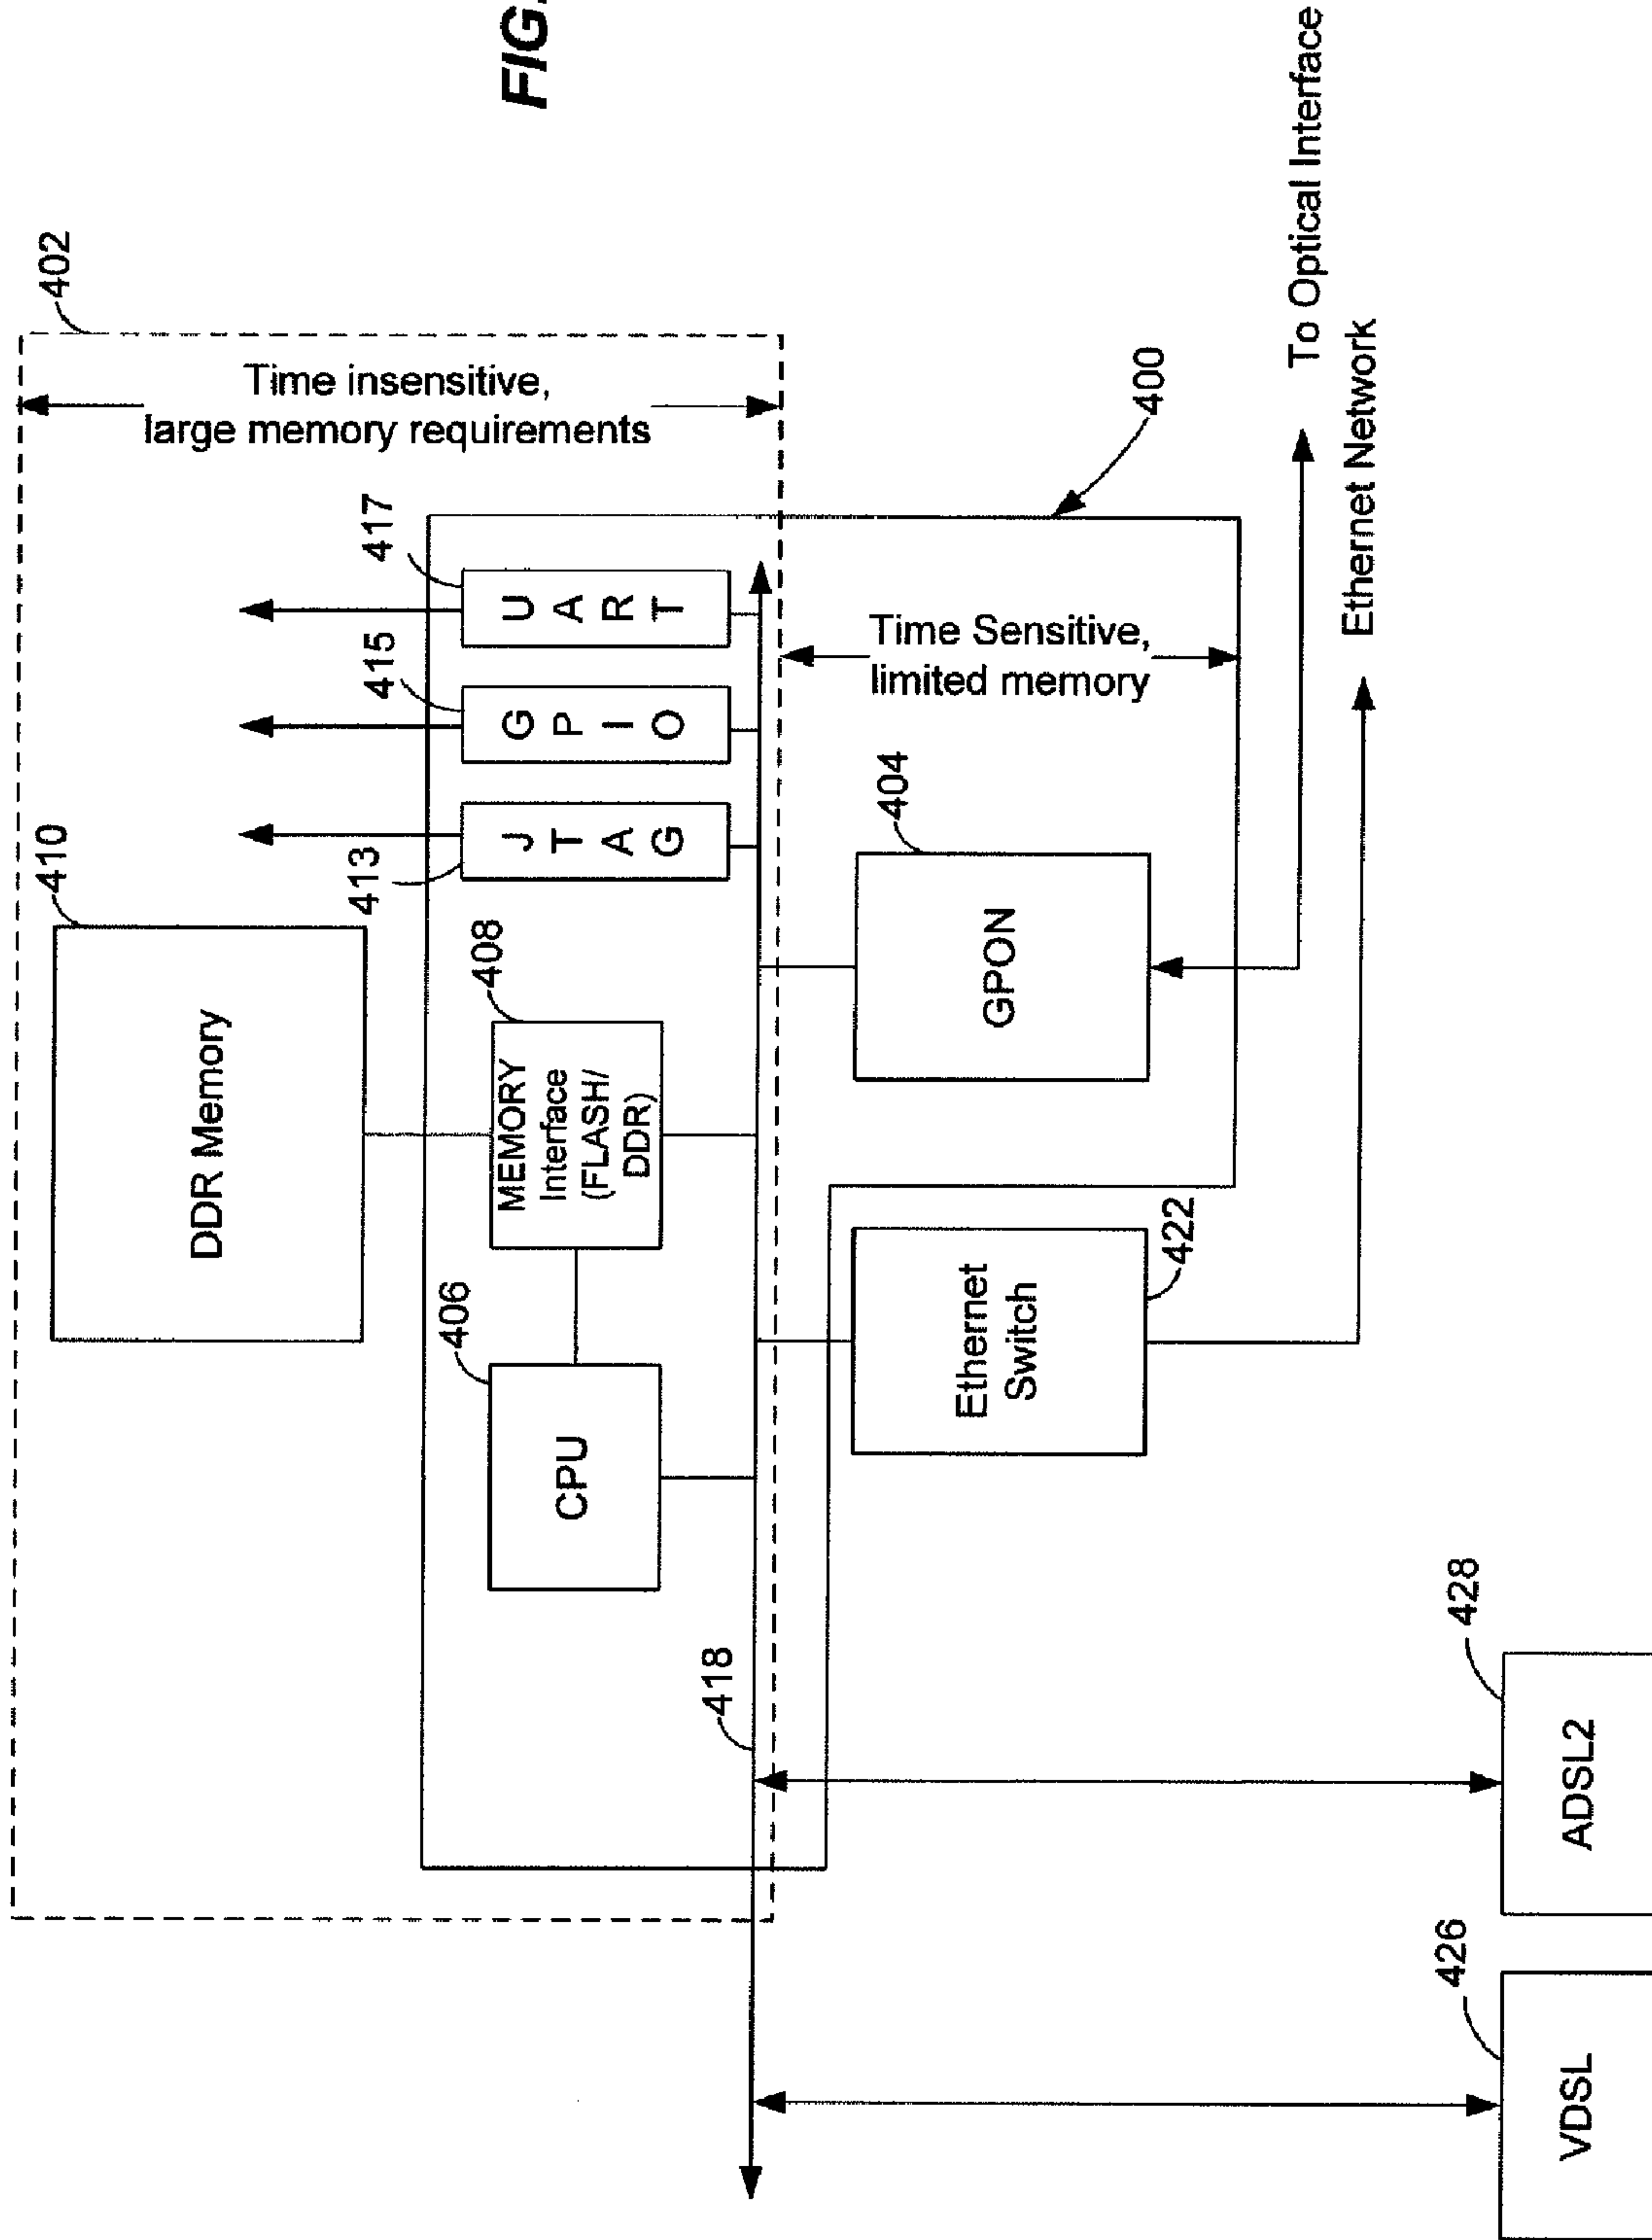 FIG.
402
Time insensitive,
large memory requirements
410
DDR Memory
417
U
A
R
T
415
G
P
I
O
413
J
T
A
G
408
MEMORY
Interface
(FLASH/
DDR)
406
CPU
418
400
Time Sensitive,
limited memory
404
GPON
422
Ethernet
Switch
To Optical Interface
Ethernet Network
428
ADSL2
426
VDSL